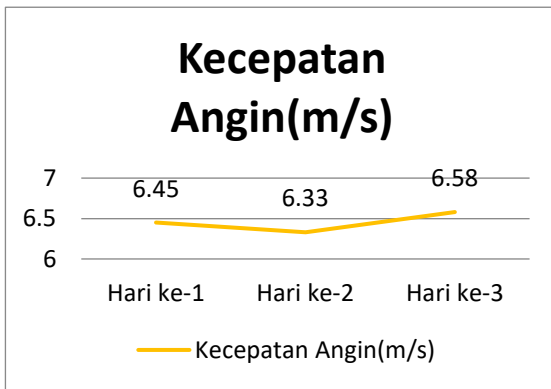 Kecepatan
Angin(m/s)
7
6.5
6
6.45
6.33
6.58
Hari ke-1
Hari ke-2
Hari ke-3
Kecepatan Angin(m/s)